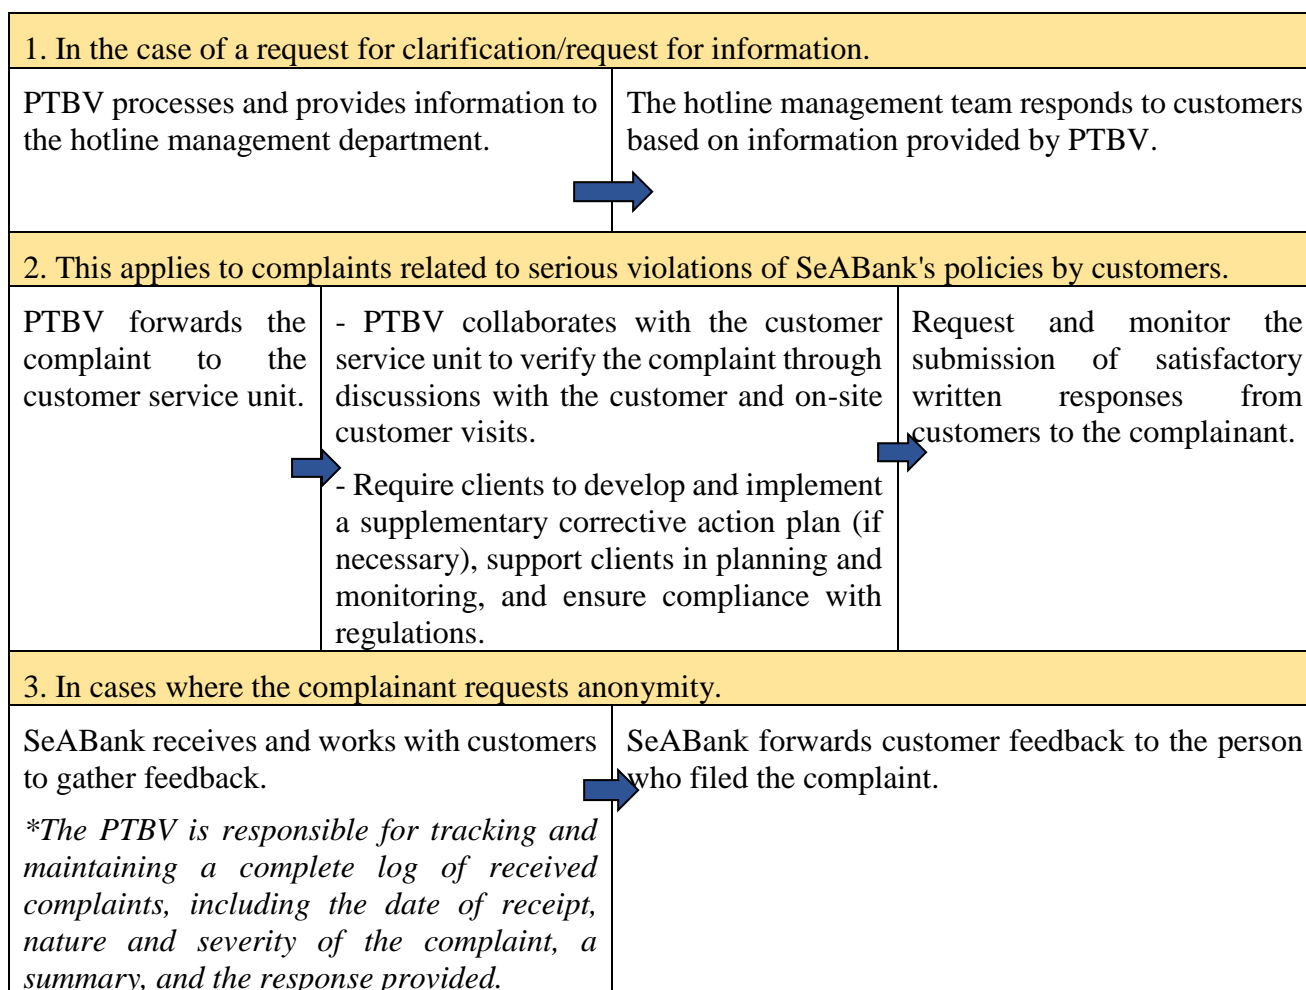 1. In the case of a request for clarification/request for information.
PTBV processes and provides information to
the hotline management department.
The hotline management team responds to customers
based on information provided by PTBV.
2. This applies to complaints related to serious violations of SeABank's policies by customers.
PTBV forwards the
complaint to the
customer service unit.
- PTBV collaborates with the customer
service unit to verify the complaint through
discussions with the customer and on-site
customer visits.
- Require clients to develop and implement
a supplementary corrective action plan (if
necessary), support clients in planning and
monitoring, and ensure compliance with
regulations.
Request and monitor the
submission of satisfactory
written responses from
customers to the complainant.
3. In cases where the complainant requests anonymity.
SeABank receives and works with customers
to gather feedback.
*The PTBV is responsible for tracking and
maintaining a complete log of received
complaints, including the date of receipt,
nature and severity of the complaint, a
summary, and the response provided.
SeABank forwards customer feedback to the person
who filed the complaint.